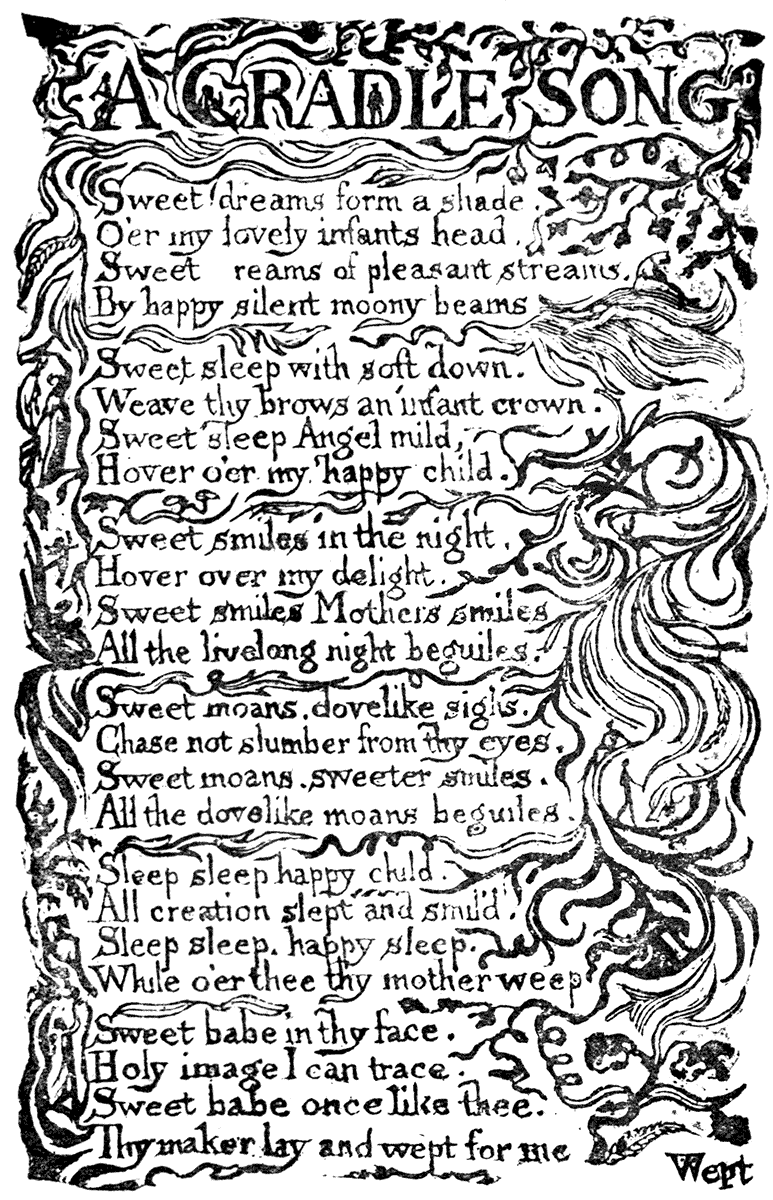 A CRADLE SONG
Sweet dreams form a shade.
O'er my lovely infants head.
Sweet reams of pleasant streams.
By happy silent moony beams
Sweet sleep with soft down.
Weave thy brows an infant crown.
Sweet sleep Angel mild,
Hover o'er my happy child.
Sweet smiles in the night.
Hover over my delight.
Sweet smiles Mothers smiles
All the livelong night beguiles.
Sweet moans, dovelike sighs.
Chase not slumber from thy eyes.
Sweet moans. sweeter smiles.
All the dovelike moans beguiles.
Sleep sleep happy child.
All creation slept and smil'd.
Sleep sleep. happy sleep.
While o'er thee thy mother weep
Sweet babe in thy face.
Holy image I can trace.
Sweet babe once like thee.
Thy maker lay and wept for me
Wept